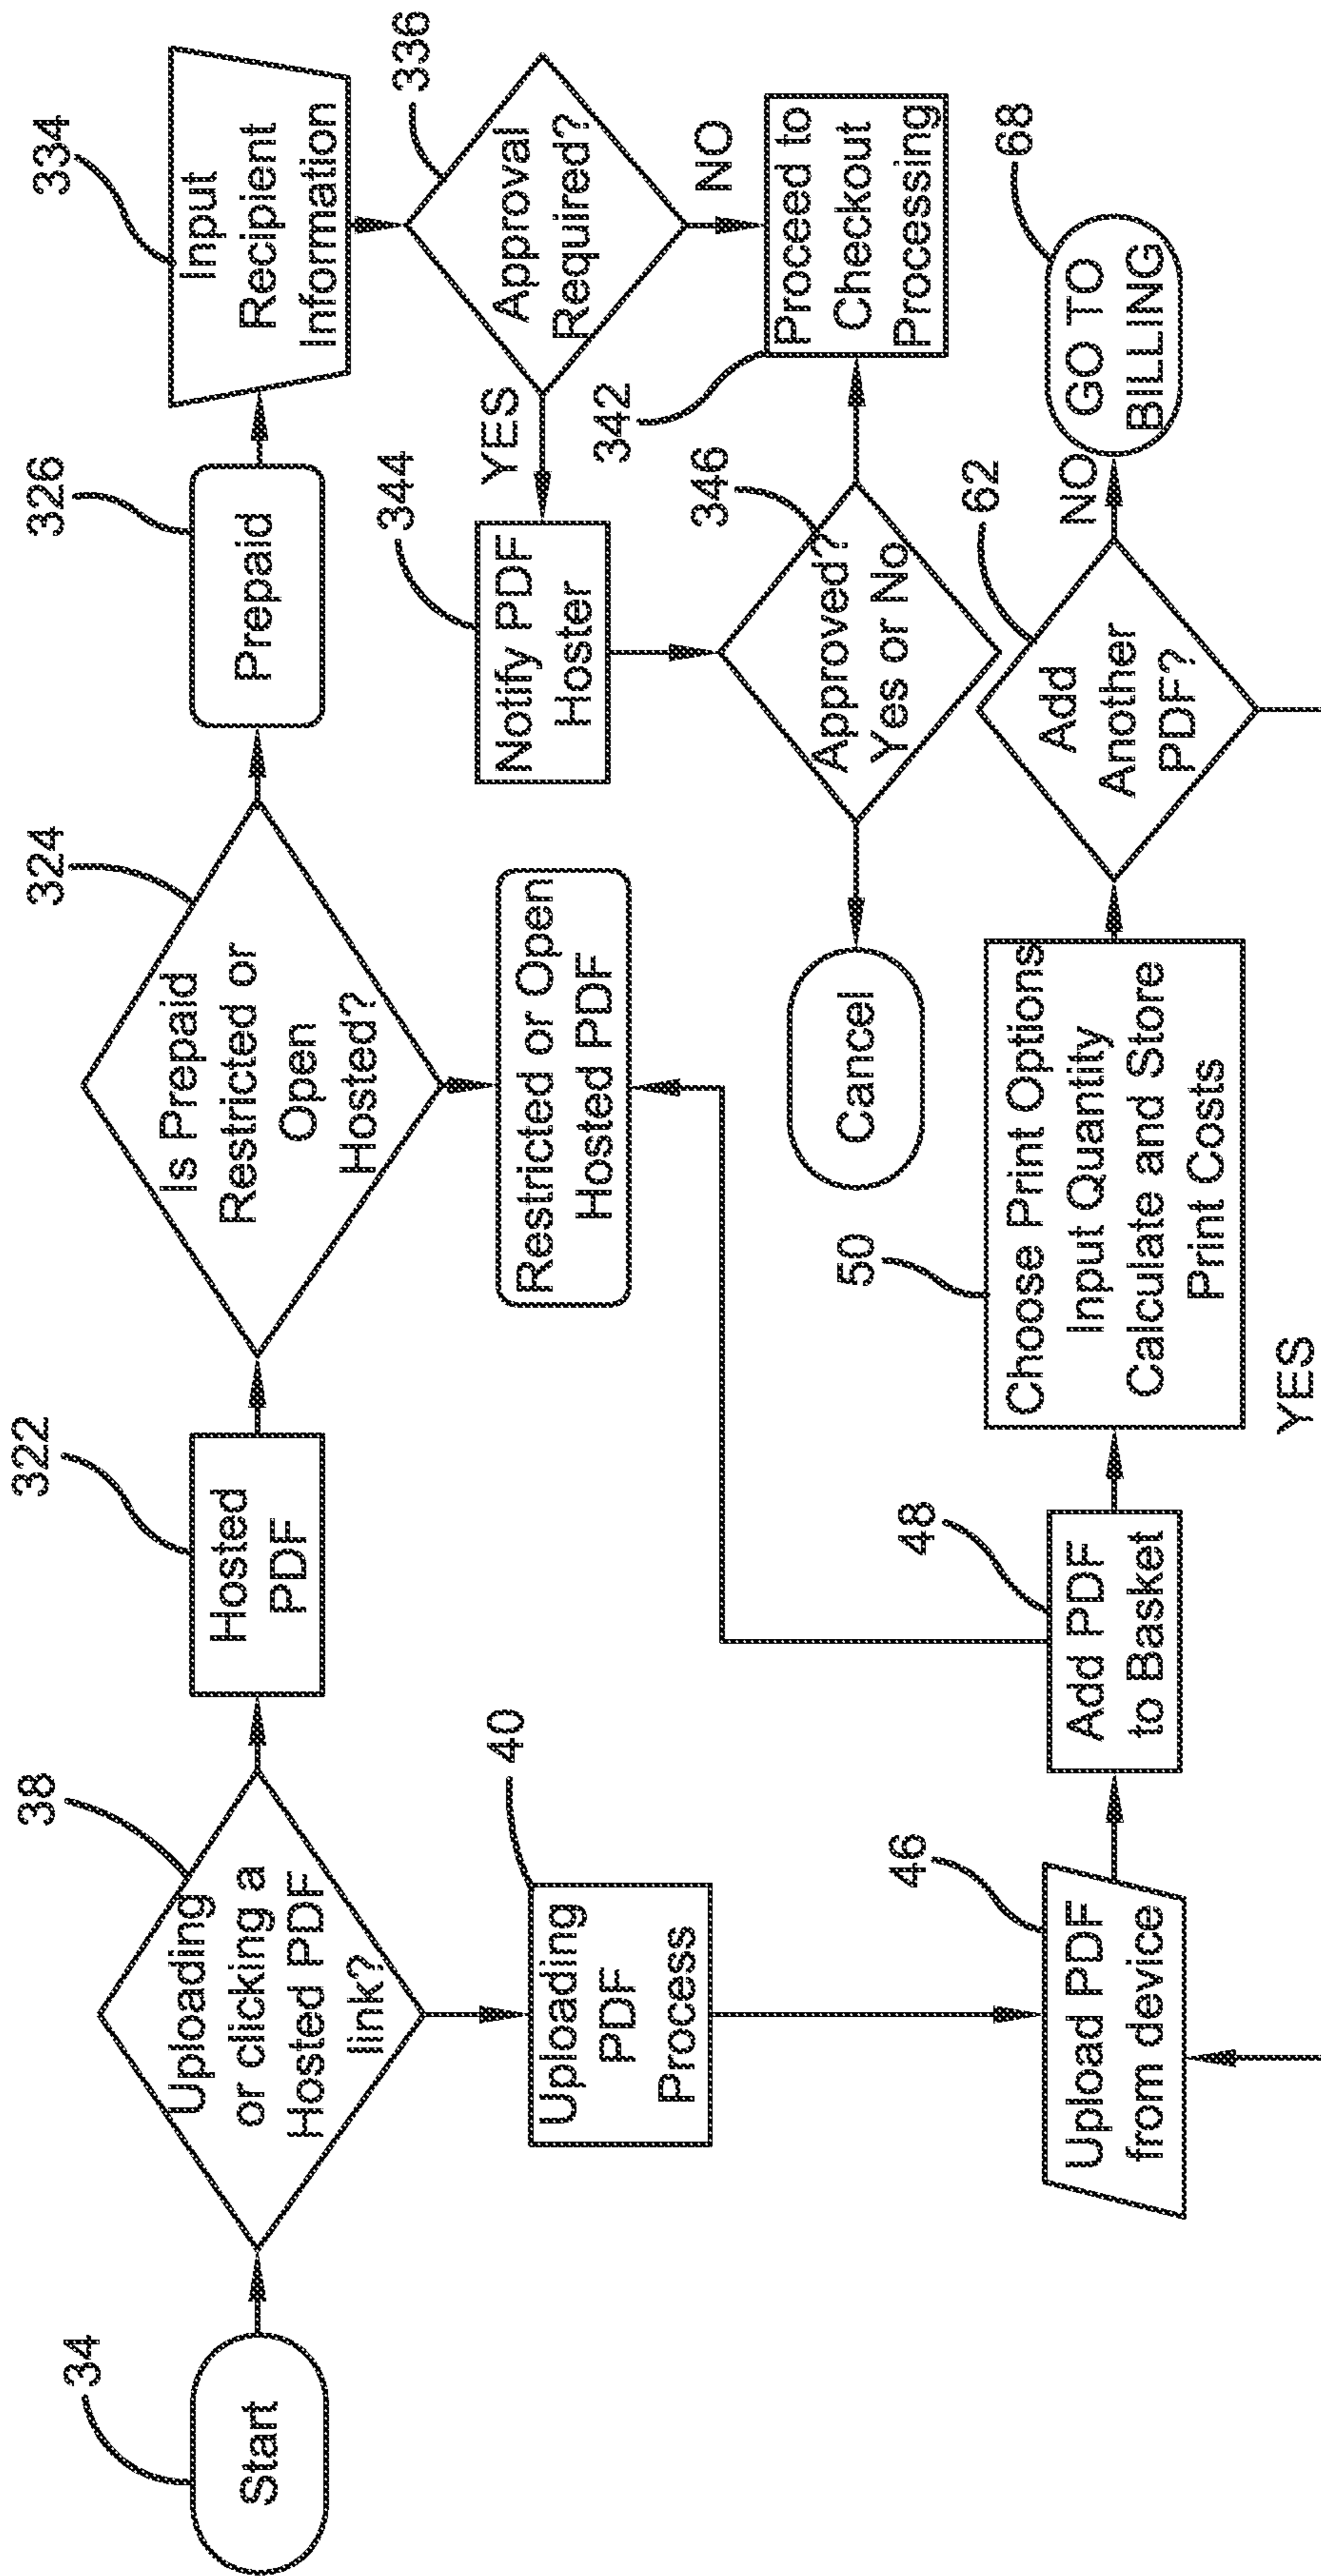 34
Start
38
Uploading
or clicking a
Hosted PDF
link?
322
Hosted
PDF
324
Is Prepaid
Restricted or
Open
Hosted?
326
Prepaid
334
Input
Recipient
Information
336
Approval
Required?
YES
NO
344
Notify PDF
Hoster
342
Proceed to
Checkout
Processing
346
Approved?
Yes or No
Cancel
Restricted or Open
Hosted PDF
40
Uploading
PDF
Process
46
Upload PDF
from device
48
Add PDF
to Basket
50
Choose Print Options
Input Quantity
Calculate and Store
Print Costs
62
Add
Another
PDF?
NO
68
GO TO
BILLING
YES